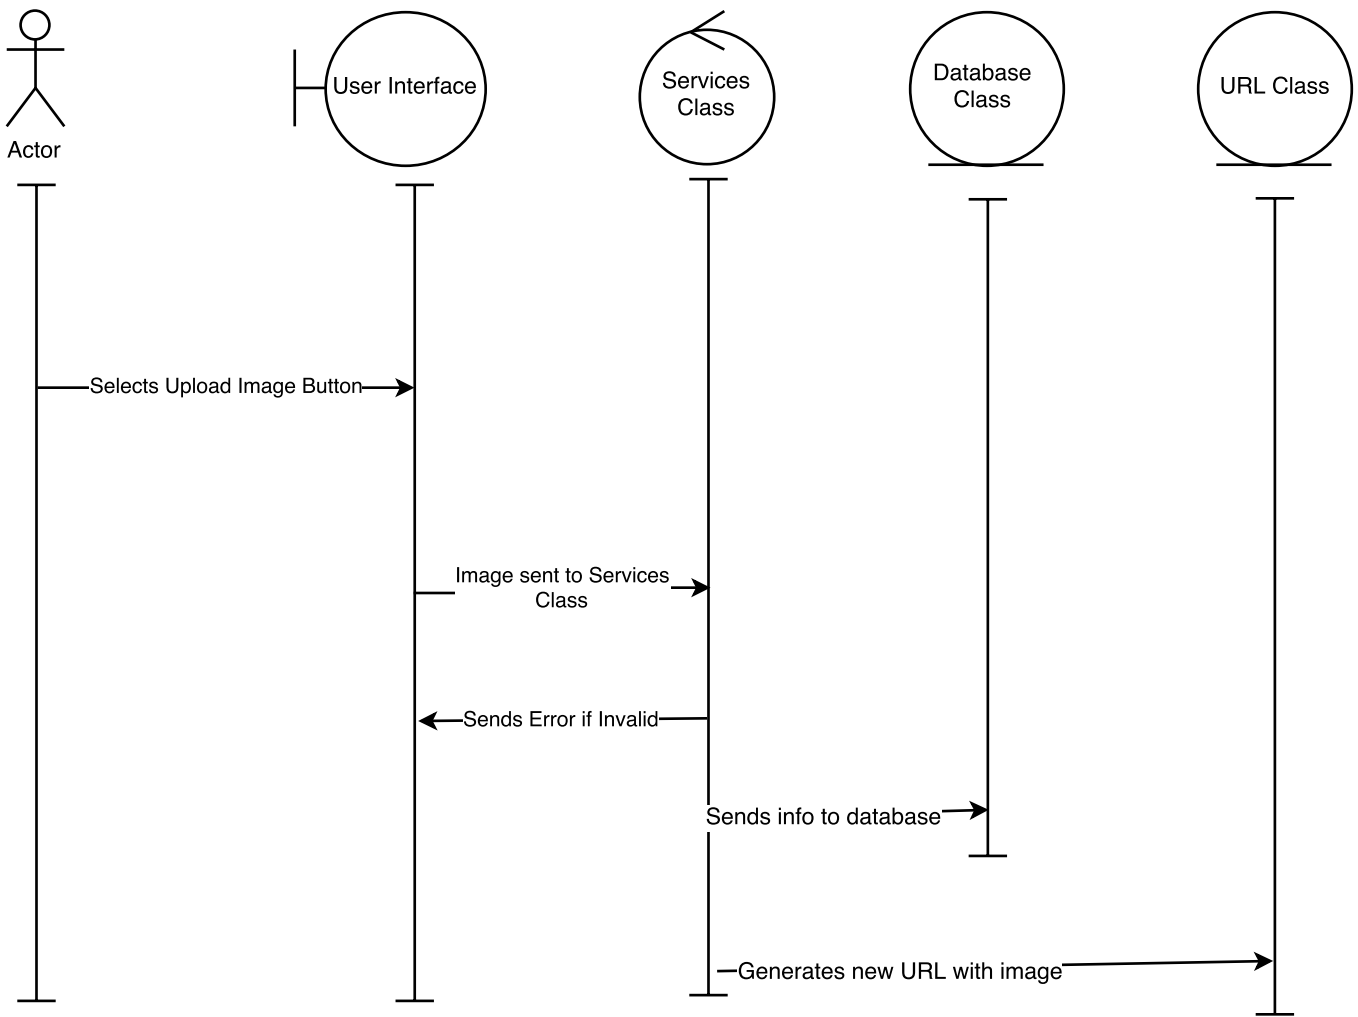 Actor
User Interface
Services
Class
Database
Class
URL Class
Selects Upload Image Button
Image sent to Services
Class
Sends Error if Invalid
Sends info to database
Generates new URL with image